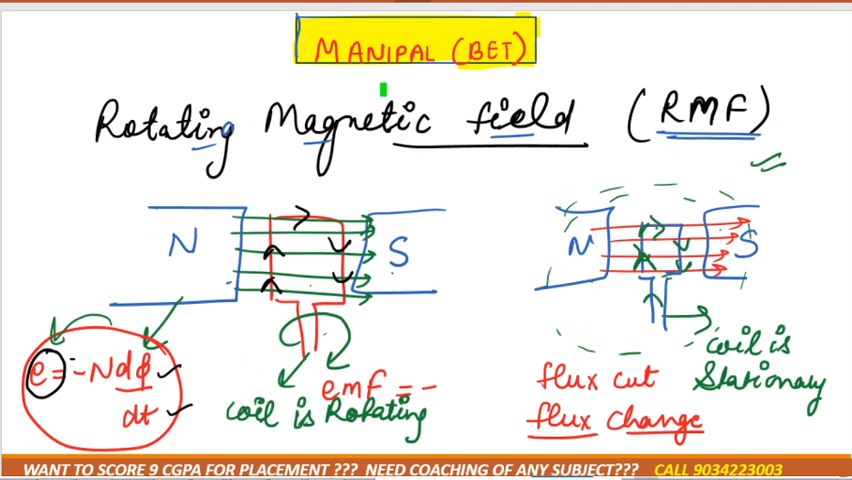 MANIPAL (BET)
Rotating Magnetic field (RMF)
N S
N S
e = - N dφ
dt
emf = -
coil is Rotating
flux cut
flux change
coil is
Stationary
WANT TO SCORE 9 CGPA FOR PLACEMENT ??? NEED COACHING OF ANY SUBJECT??? CALL 9034223003